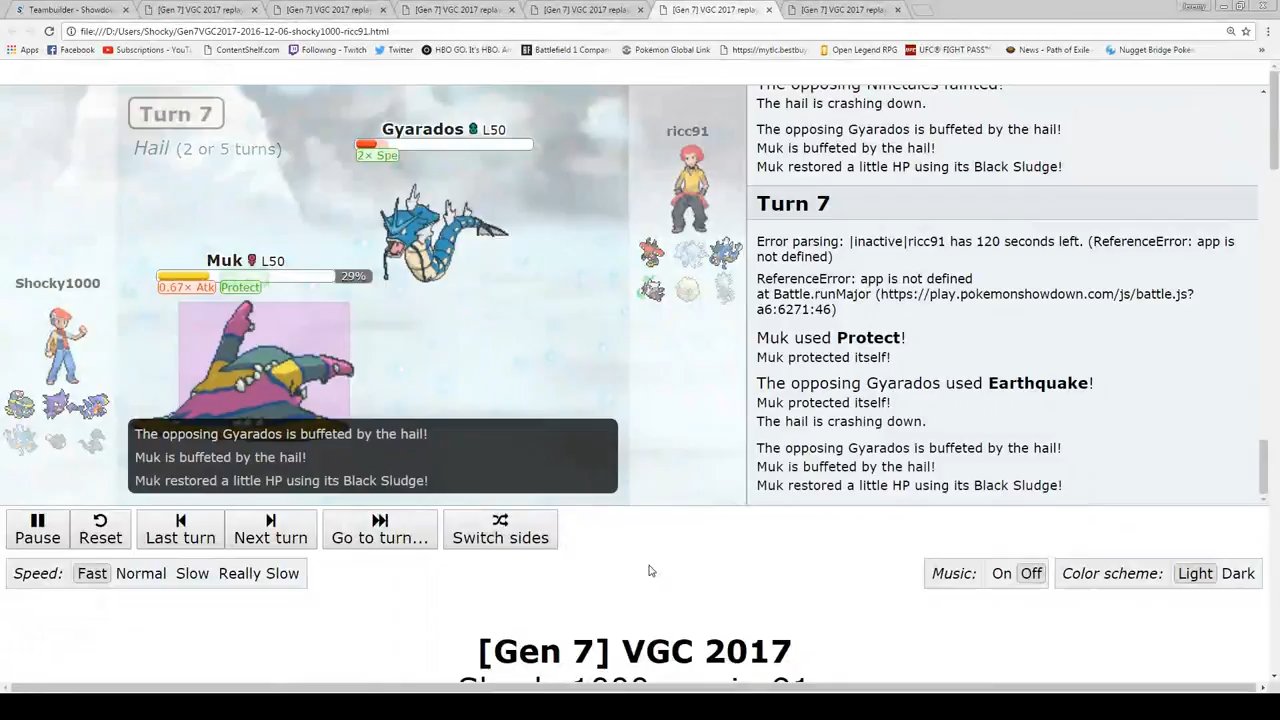 Teambuilder - Showdow
[Gen 7] VGC 2017 replay
[Gen 7] VGC 2017 replay
[Gen 7] VGC 2017 replay
[Gen 7] VGC 2017 replay
[Gen 7] VGC 2017 replay
[Gen 7] VGC 2017 replay
file:///D:/Users/Shocky/Gen7VGC2017-2016-12-06-shocky1000-ricc91.html
Apps Facebook Subscriptions - YouT ContentShelf.com Following - Twitch Twitter HBO GO. It's HBO. Battlefield 1 Compan Pokémon Global Link https://mytlc.bestbu Open Legend RPG UFC® FIGHT PASS™ News - Path of Exile Nugget Bridge Poké
Turn 7
Hail (2 or 5 turns)
Gyarados L50
2× Spe
ricc91
Muk L50
29%
0.67× Atk Protect
Shocky1000
The opposing Gyarados is buffeted by the hail!
Muk is buffeted by the hail!
Muk restored a little HP using its Black Sludge!
The opposing Ninetales fainted!
The hail is crashing down.
The opposing Gyarados is buffeted by the hail!
Muk is buffeted by the hail!
Muk restored a little HP using its Black Sludge!
Turn 7
Error parsing: |inactive|ricc91 has 120 seconds left. (ReferenceError: app is
not defined)
ReferenceError: app is not defined
at Battle.runMajor (https://play.pokemonshowdown.com/js/battle.js?
a6:6271:46)
Muk used Protect!
Muk protected itself!
The opposing Gyarados used Earthquake!
Muk protected itself!
The hail is crashing down.
The opposing Gyarados is buffeted by the hail!
Muk is buffeted by the hail!
Muk restored a little HP using its Black Sludge!
Pause Reset Last turn Next turn Go to turn... Switch sides
Speed: Fast Normal Slow Really Slow
Music: On Off Color scheme: Light Dark
[Gen 7] VGC 2017